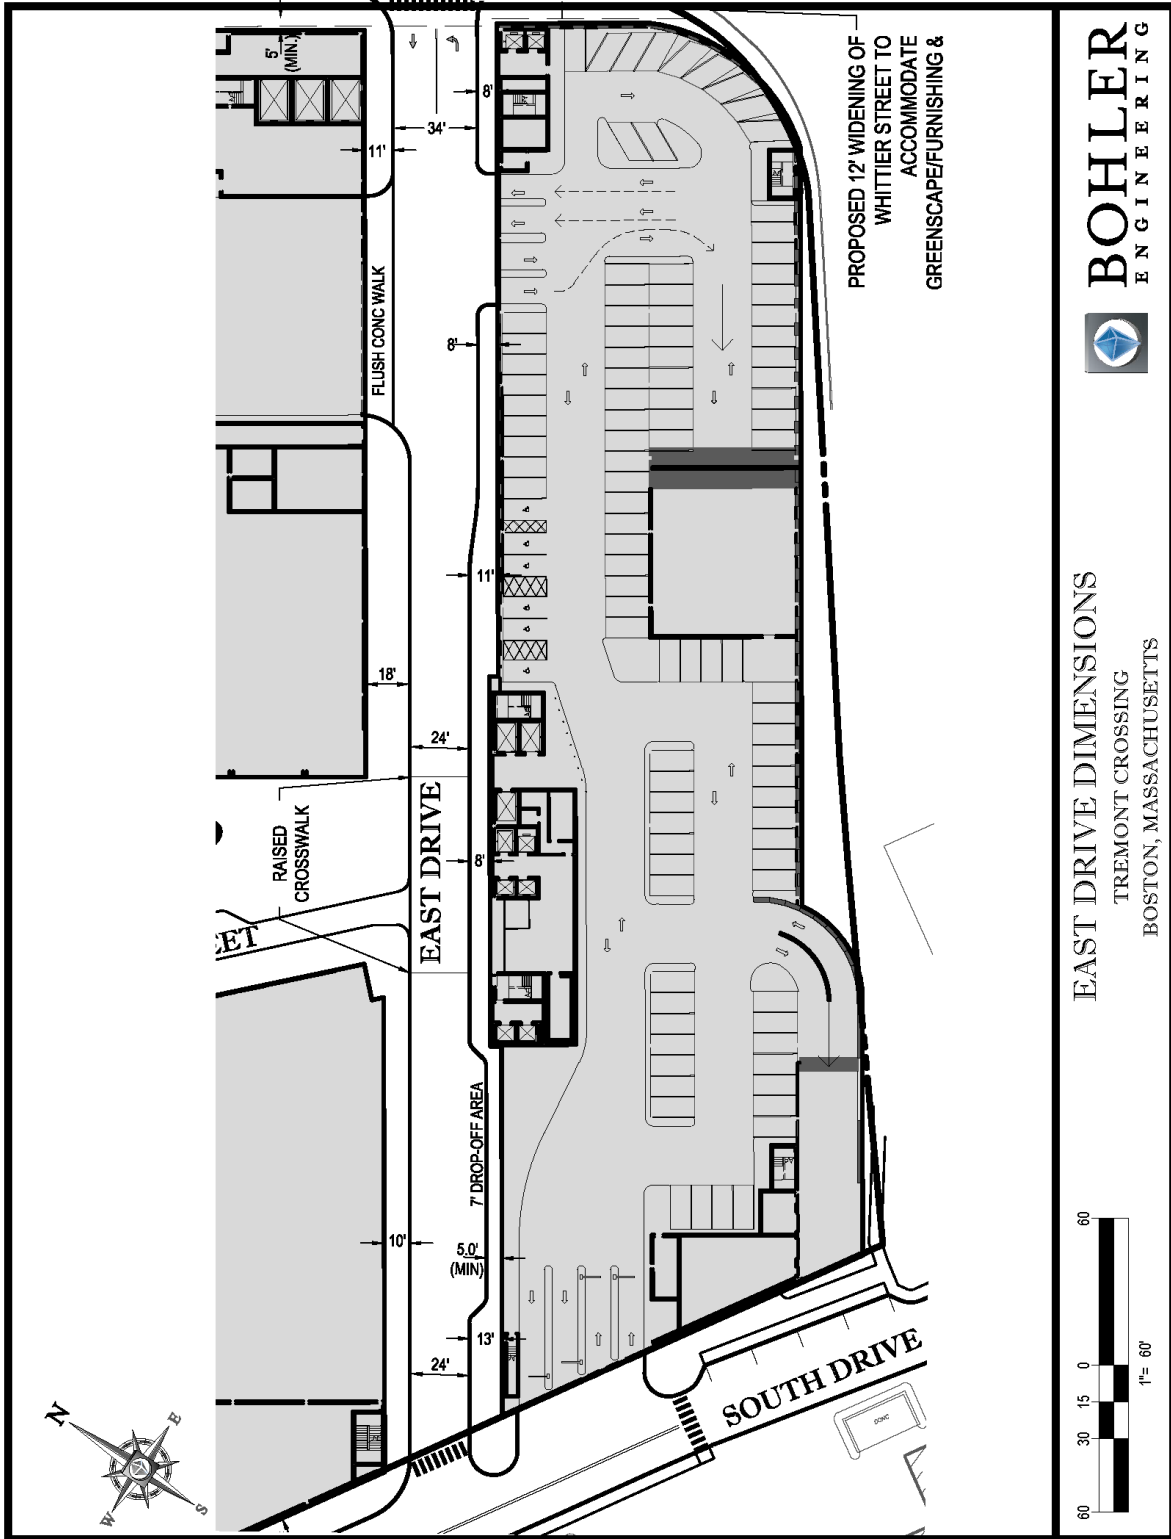 5'
(MIN.)
8'
34'
11'
PROPOSED 12' WIDENING OF
WHITTIER STREET TO
ACCOMMODATE
GREENSCAPE/FURNISHING &
FLUSH CONC WALK
8'
11'
18'
24'
RAISED
CROSSWALK
EAST DRIVE
8'
EET
7' DROP-OFF AREA
10'
5.0'
(MIN)
13'
24'
SOUTH DRIVE
CONC
N
E
S
W
BOHLER
ENGINEERING
EAST DRIVE DIMENSIONS
TREMONT CROSSING
BOSTON, MASSACHUSETTS
60 30 15 0 60
1"= 60'